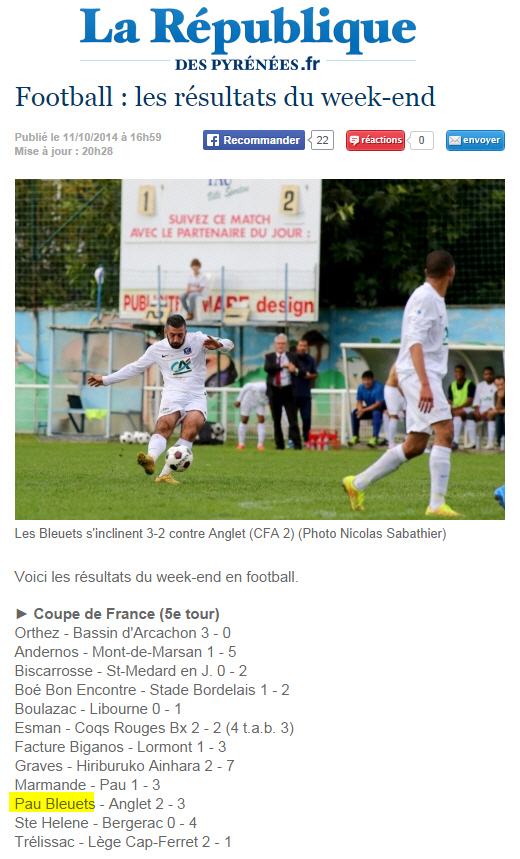 La République
DES PYRÉNÉES.fr
Football : les résultats du week-end
Publié le 11/10/2014 à 16h59
Mise à jour : 20h28
Recommander 22 réactions 0 envoyer
1 2
SUIVEZ CE MATCH
AVEC LE PARTENAIRE DU JOUR :
design
CA
Les Bleuets s'inclinent 3-2 contre Anglet (CFA 2) (Photo Nicolas Sabathier)
Voici les résultats du week-end en football.
► Coupe de France (5e tour)
Orthez - Bassin d'Arcachon 3 - 0
Andernos - Mont-de-Marsan 1 - 5
Biscarrosse - St-Medard en J. 0 - 2
Boé Bon Encontre - Stade Bordelais 1 - 2
Boulazac - Libourne 0 - 1
Esman - Coqs Rouges Bx 2 - 2 (4 t.a.b. 3)
Facture Biganos - Lormont 1 - 3
Graves - Hiriburuko Ainhara 2 - 7
Marmande - Pau 1 - 3
Pau Bleuets - Anglet 2 - 3
Ste Helene - Bergerac 0 - 4
Trélissac - Lège Cap-Ferret 2 - 1